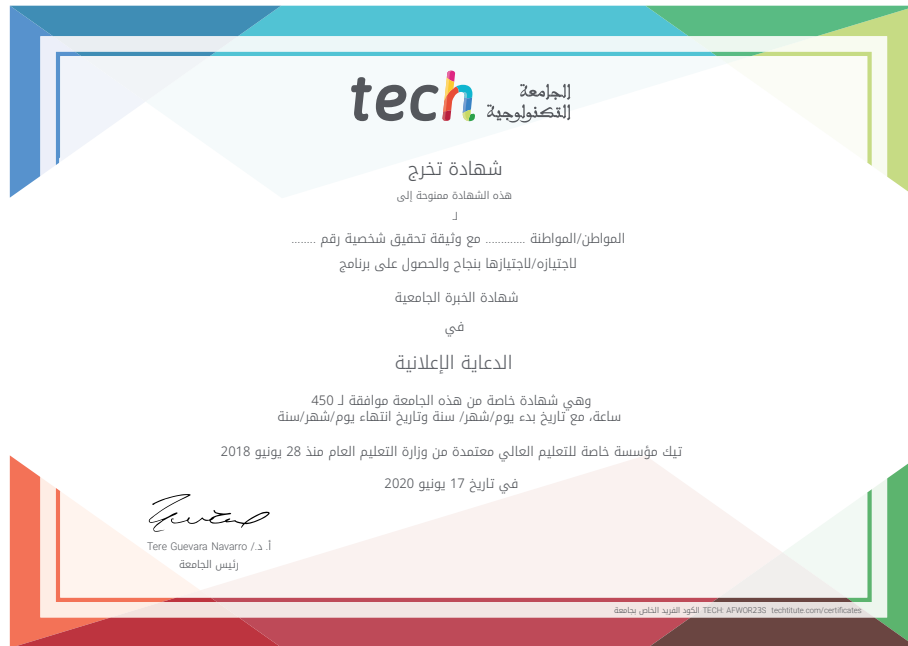 tech الجامعة
التكنولوجية
شهادة تخرج
هذه الشهادة ممنوحة إلى
لـ
المواطن/المواطنة ............ مع وثيقة تحقيق شخصية رقم ........
لاجتيازه/لاجتيازها بنجاح والحصول على برنامج
شهادة الخبرة الجامعية
في
الدعاية الإعلانية
وهي شهادة خاصة من هذه الجامعة موافقة لـ 450
ساعة، مع تاريخ بدء يوم/شهر/ سنة وتاريخ انتهاء يوم/شهر/سنة
تيك مؤسسة خاصة للتعليم العالي معتمدة من وزارة التعليم العام منذ 28 يونيو 2018
في تاريخ 17 يونيو 2020
أ. د./ Tere Guevara Navarro
رئيس الجامعة
الكود الفريد الخاص بجامعة TECH: AFWOR23S techtitute.com/certificates